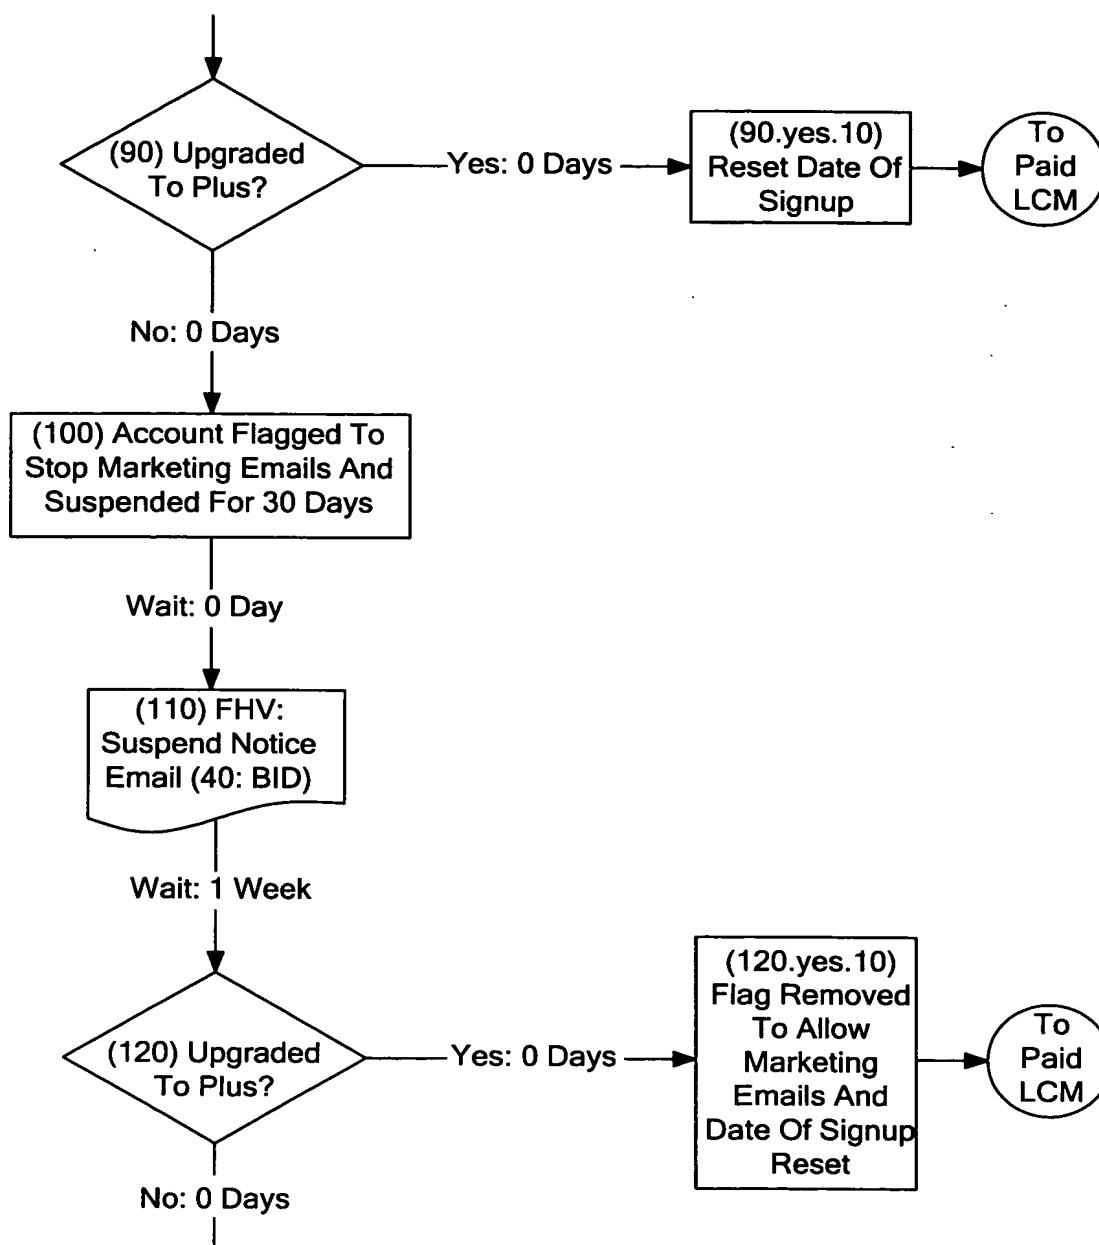 (90) Upgraded
To Plus?
Yes: 0 Days
(90.yes.10)
Reset Date Of
Signup
To
Paid
LCM
No: 0 Days
(100) Account Flagged To
Stop Marketing Emails And
Suspended For 30 Days
Wait: 0 Day
(110) FHV:
Suspend Notice
Email (40: BID)
Wait: 1 Week
(120) Upgraded
To Plus?
Yes: 0 Days
(120.yes.10)
Flag Removed
To Allow
Marketing
Emails And
Date Of Signup
Reset
To
Paid
LCM
No: 0 Days